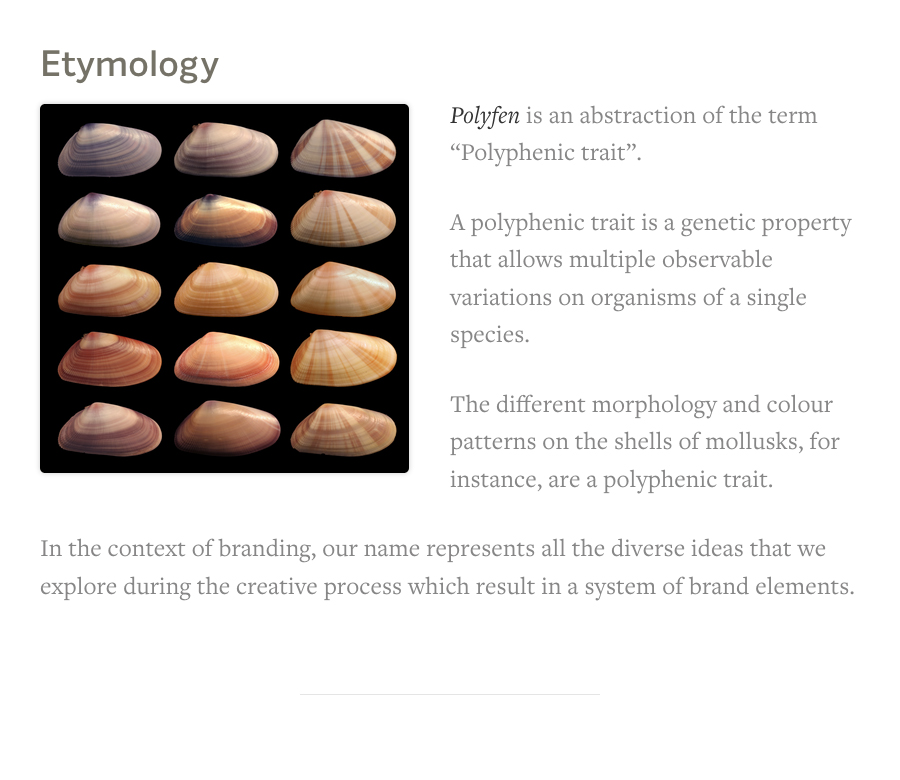 Etymology
Polyfen is an abstraction of the term
“Polyphenic trait”.
A polyphenic trait is a genetic property
that allows multiple observable
variations on organisms of a single
species.
The different morphology and colour
patterns on the shells of mollusks, for
instance, are a polyphenic trait.
In the context of branding, our name represents all the diverse ideas that we
explore during the creative process which result in a system of brand elements.